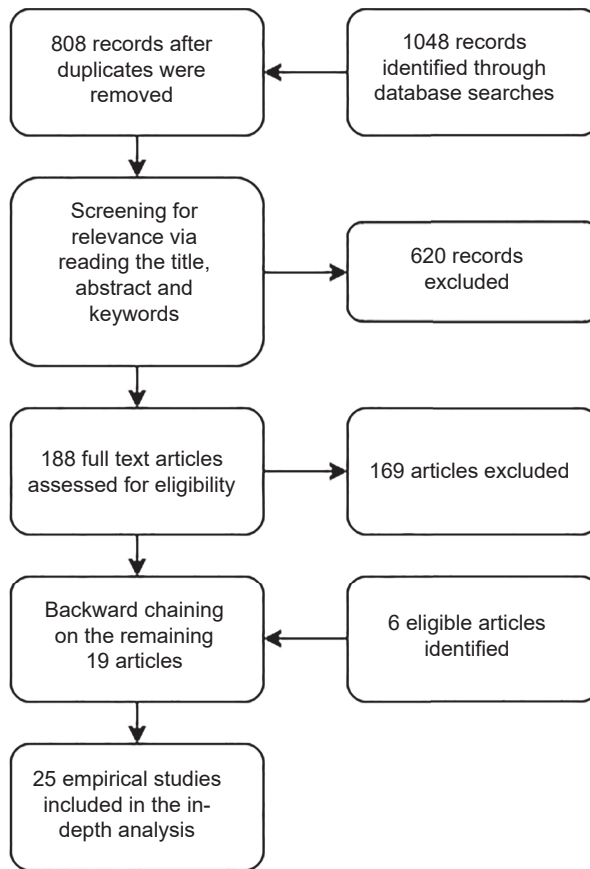 808 records after
duplicates were
removed
1048 records
identified through
database searches
Screening for
relevance via
reading the title,
abstract and
keywords
620 records
excluded
188 full text articles
assessed for eligibility
169 articles excluded
Backward chaining
on the remaining
19 articles
6 eligible articles
identified
25 empirical studies
included in the in-
depth analysis